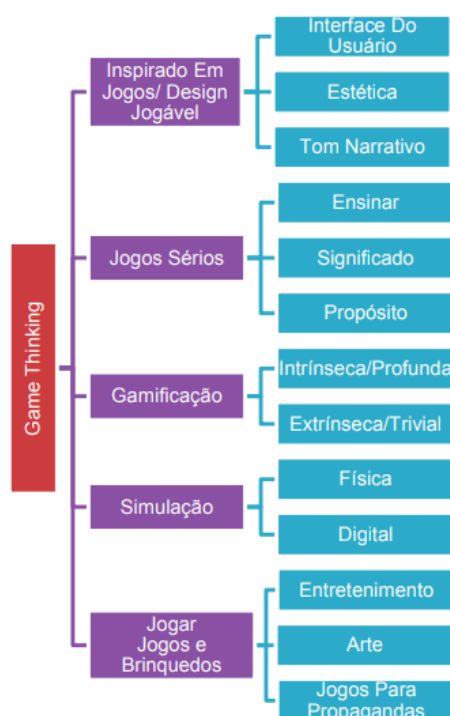 Game Thinking
Inspirado Em
Jogos/ Design
Jogável
Interface Do
Usuário
Estética
Tom Narrativo
Jogos Sérios
Ensinar
Significado
Propósito
Gamificação
Intrínseca/Profunda
Extrínseca/Trivial
Simulação
Física
Digital
Jogar
Jogos e
Brinquedos
Entretenimento
Arte
Jogos Para
Propagandas